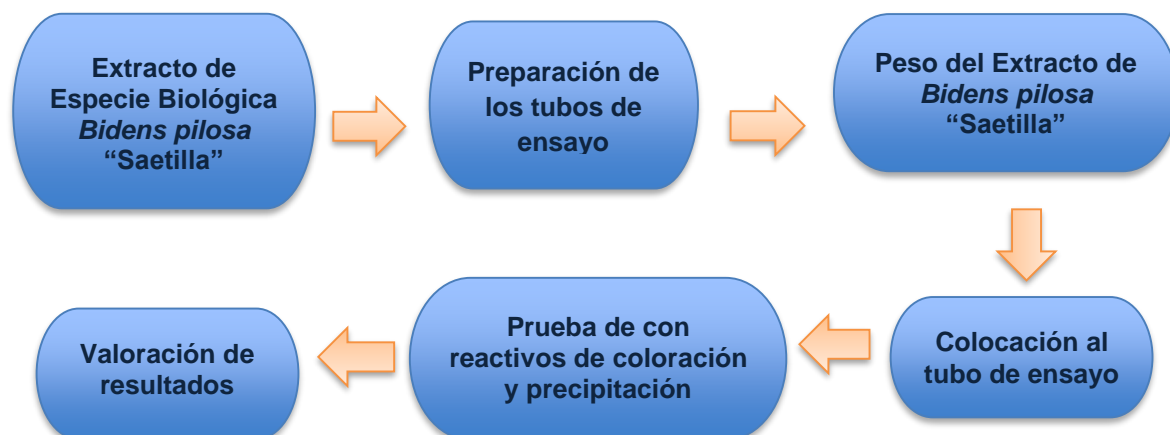 Extracto de
Especie Biológica
Bidens pilosa
“Saetilla”
Preparación de
los tubos de
ensayo
Peso del Extracto de
Bidens pilosa
“Saetilla”
Colocación al
tubo de ensayo
Prueba de con
reactivos de coloración
y precipitación
Valoración de
resultados